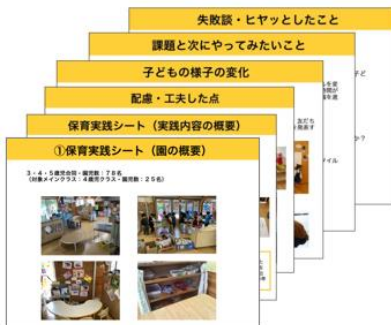 失敗談・ヒヤッとしたこと
課題と次にやってみたいこと
子どもの様子の変化
配慮・工夫した点
保育実践シート（実践内容の概要）
①保育実践シート（園の概要）
3・4・5歳児合同・園児数：78名
（対象メインクラス：4歳児クラス・園児数：25名）